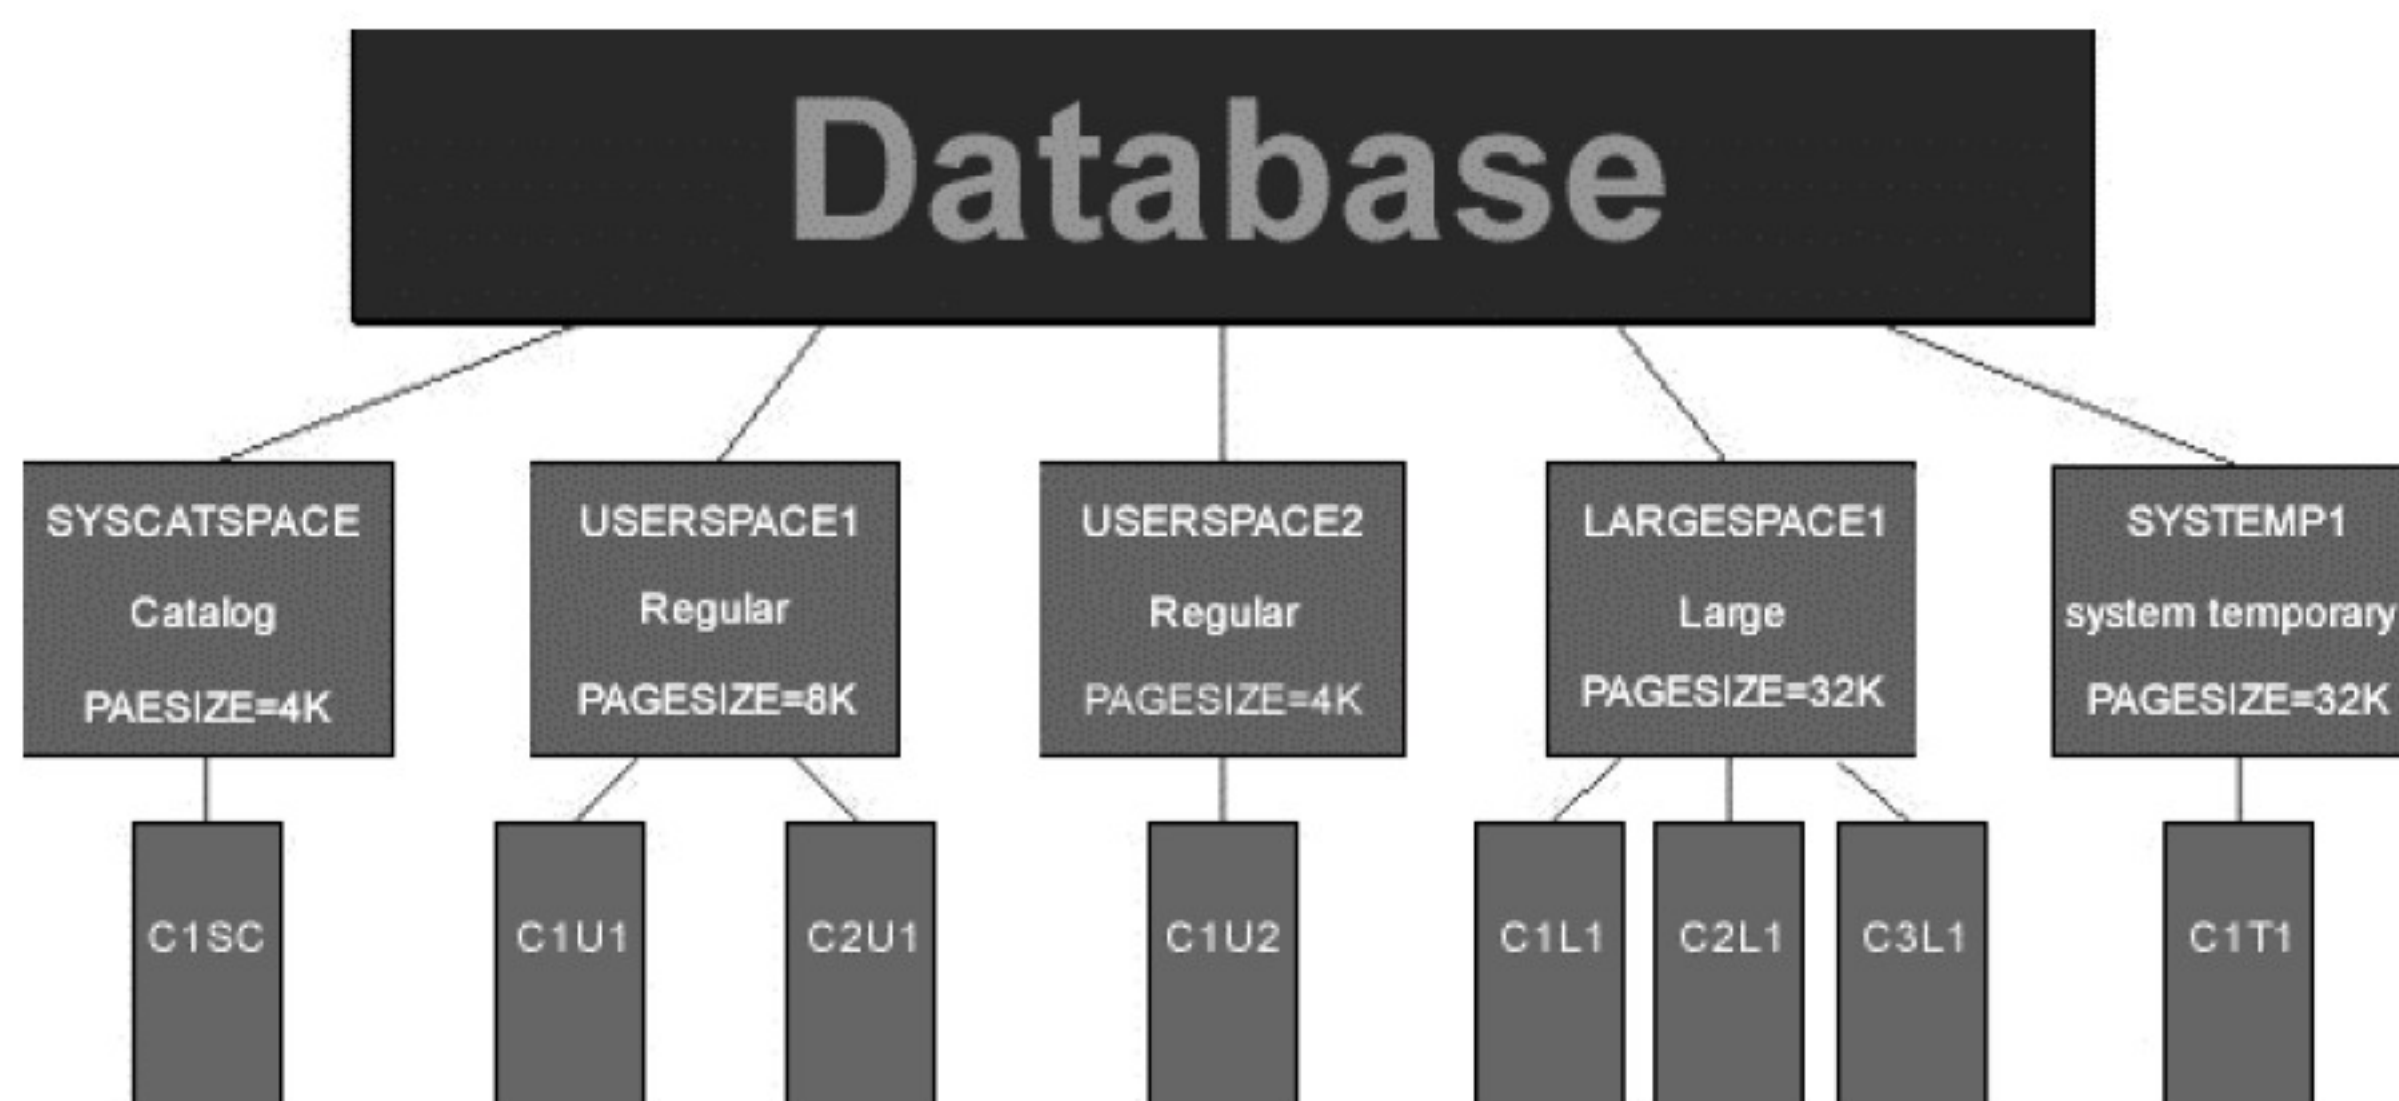 Database
SYSCATSPACE
Catalog
PAESIZE=4K
USERSPACE1
Regular
PAGESIZE=8K
USERSPACE2
Regular
PAGESIZE=4K
LARGESPACE1
Large
PAGESIZE=32K
SYSTEMP1
system temporary
PAGESIZE=32K
C1SC
C1U1
C2U1
C1U2
C1L1
C2L1
C3L1
C1T1